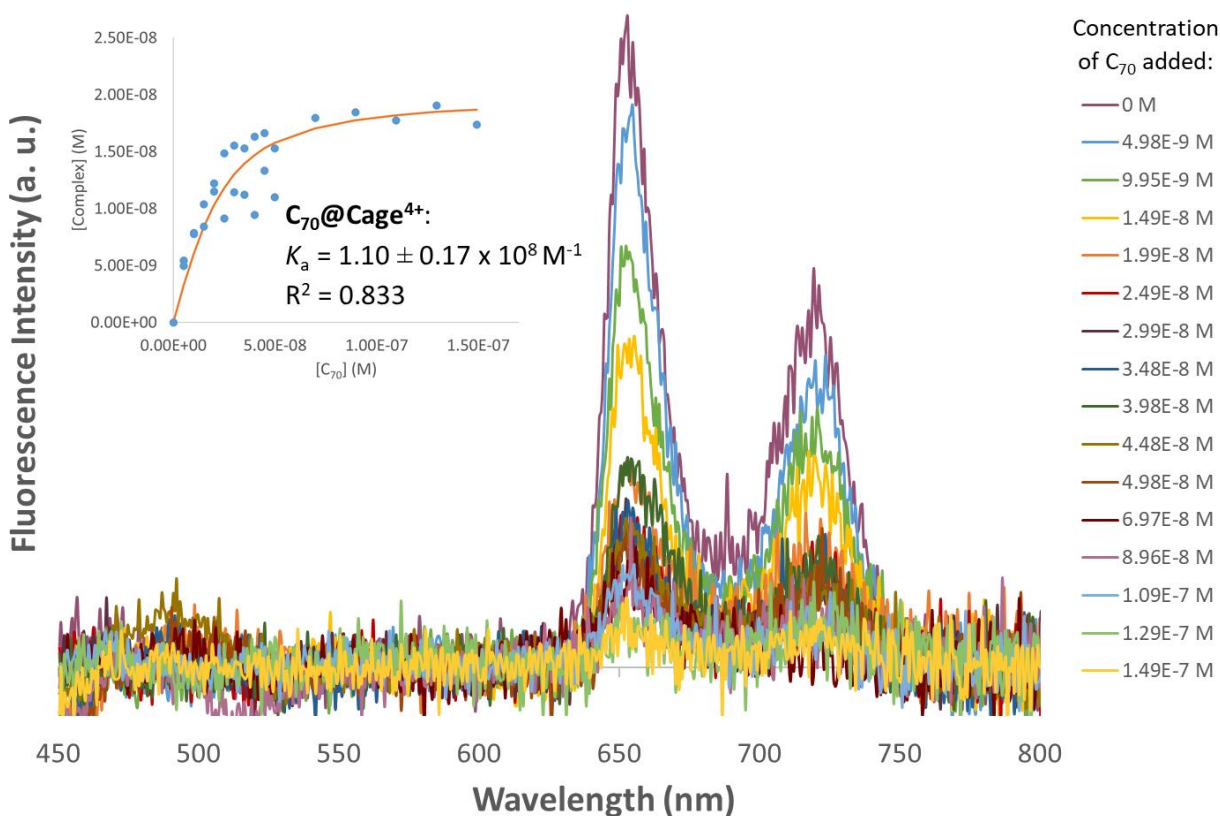 Fluorescence Intensity (a. u.)
2.50E-08
2.00E-08
1.50E-08
1.00E-08
5.00E-09
0.00E+00
[Complex] (M)
0.00E+00 5.00E-08 1.00E-07 1.50E-07
[C₇₀] (M)
C₇₀@Cage⁴⁺:
Kₐ = 1.10 ± 0.17 x 10⁸ M⁻¹
R² = 0.833
450 500 550 600 650 700 750 800
Wavelength (nm)
Concentration
of C₇₀ added:
0 M
4.98E-9 M
9.95E-9 M
1.49E-8 M
1.99E-8 M
2.49E-8 M
2.99E-8 M
3.48E-8 M
3.98E-8 M
4.48E-8 M
4.98E-8 M
6.97E-8 M
8.96E-8 M
1.09E-7 M
1.29E-7 M
1.49E-7 M